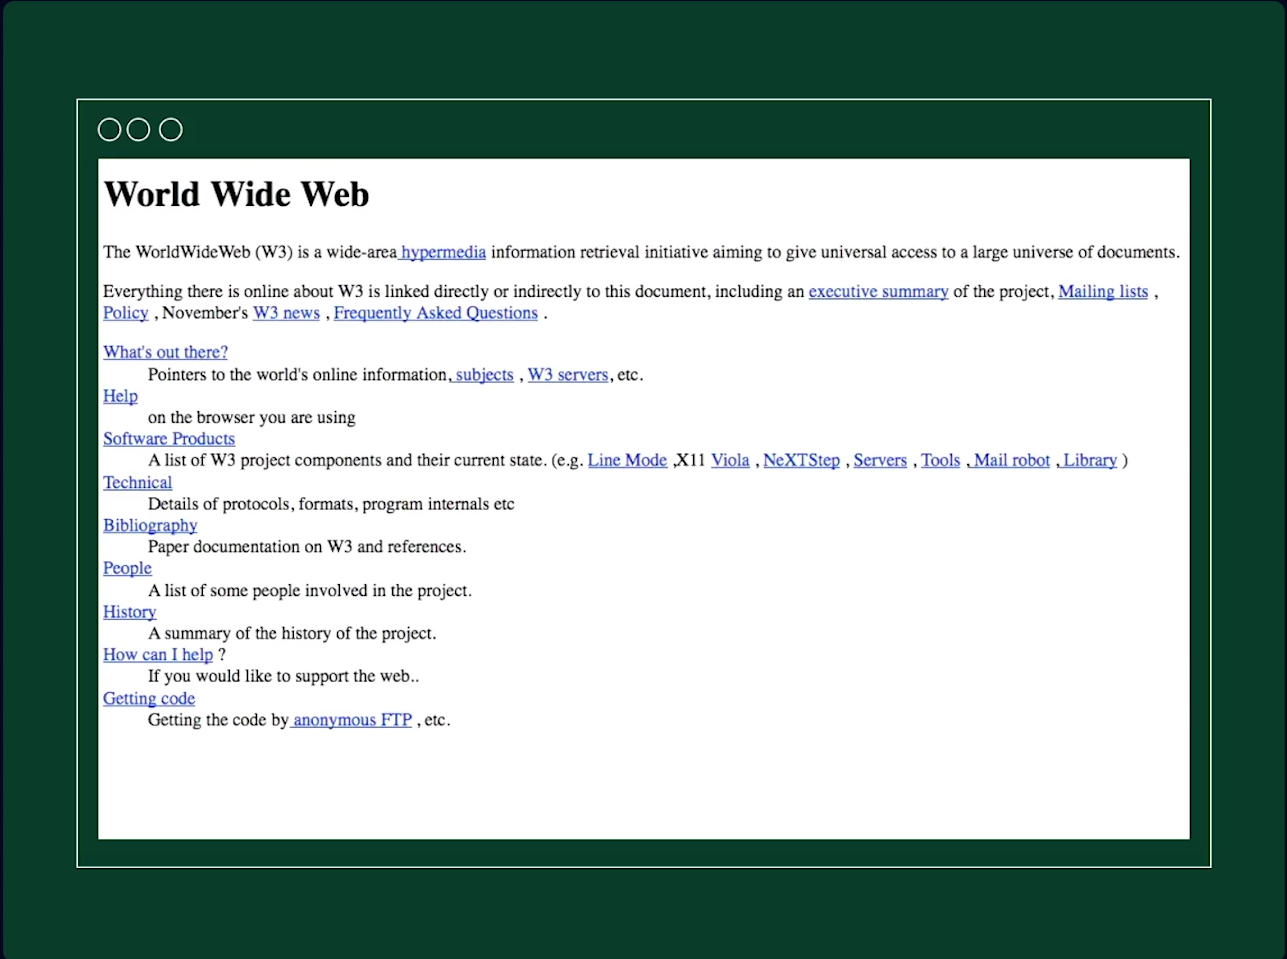 World Wide Web
The WorldWideWeb (W3) is a wide-area hypermedia information retrieval initiative aiming to give universal access to a large universe of documents.
Everything there is online about W3 is linked directly or indirectly to this document, including an executive summary of the project, Mailing lists ,
Policy , November's W3 news , Frequently Asked Questions .
What's out there?
Pointers to the world's online information, subjects , W3 servers, etc.
Help
on the browser you are using
Software Products
A list of W3 project components and their current state. (e.g. Line Mode ,X11 Viola , NeXTStep , Servers , Tools , Mail robot , Library )
Technical
Details of protocols, formats, program internals etc
Bibliography
Paper documentation on W3 and references.
People
A list of some people involved in the project.
History
A summary of the history of the project.
How can I help ?
If you would like to support the web..
Getting code
Getting the code by anonymous FTP , etc.